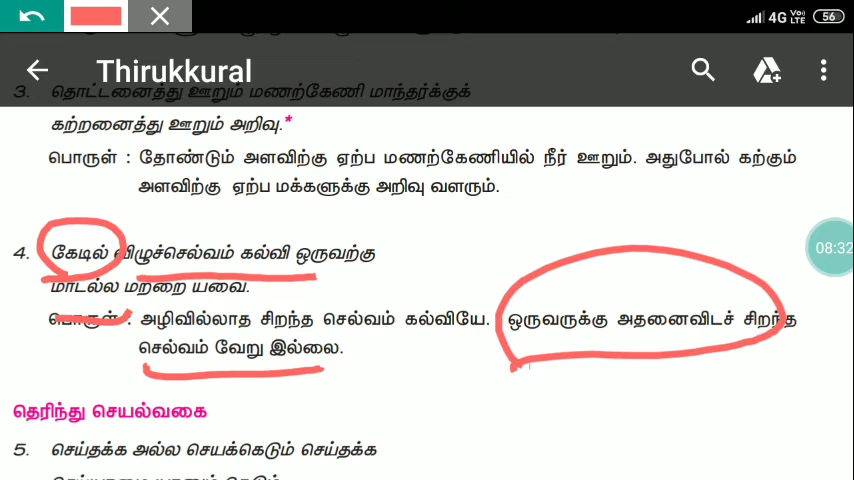 4G Vo)) LTE 56
Thirukkural
3. தொட்டனைத்து ஊறும் மணற்கேணி மாந்தர்க்குக்
கற்றனைத்து ஊறும் அறிவு.*
பொருள் : தோண்டும் அளவிற்கு ஏற்ப மணற்கேணியில் நீர் ஊறும். அதுபோல் கற்கும்
அளவிற்கு ஏற்ப மக்களுக்கு அறிவு வளரும்.
08:32
4. கேடில் விழுச்செல்வம் கல்வி ஒருவற்கு
மாடல்ல மற்றை யவை.
பொருள் : அழிவில்லாத சிறந்த செல்வம் கல்வியே. ஒருவருக்கு அதனைவிடச் சிறந்த
செல்வம் வேறு இல்லை.
தெரிந்து செயல்வகை
5. செய்தக்க அல்ல செயக்கெடும் செய்தக்க